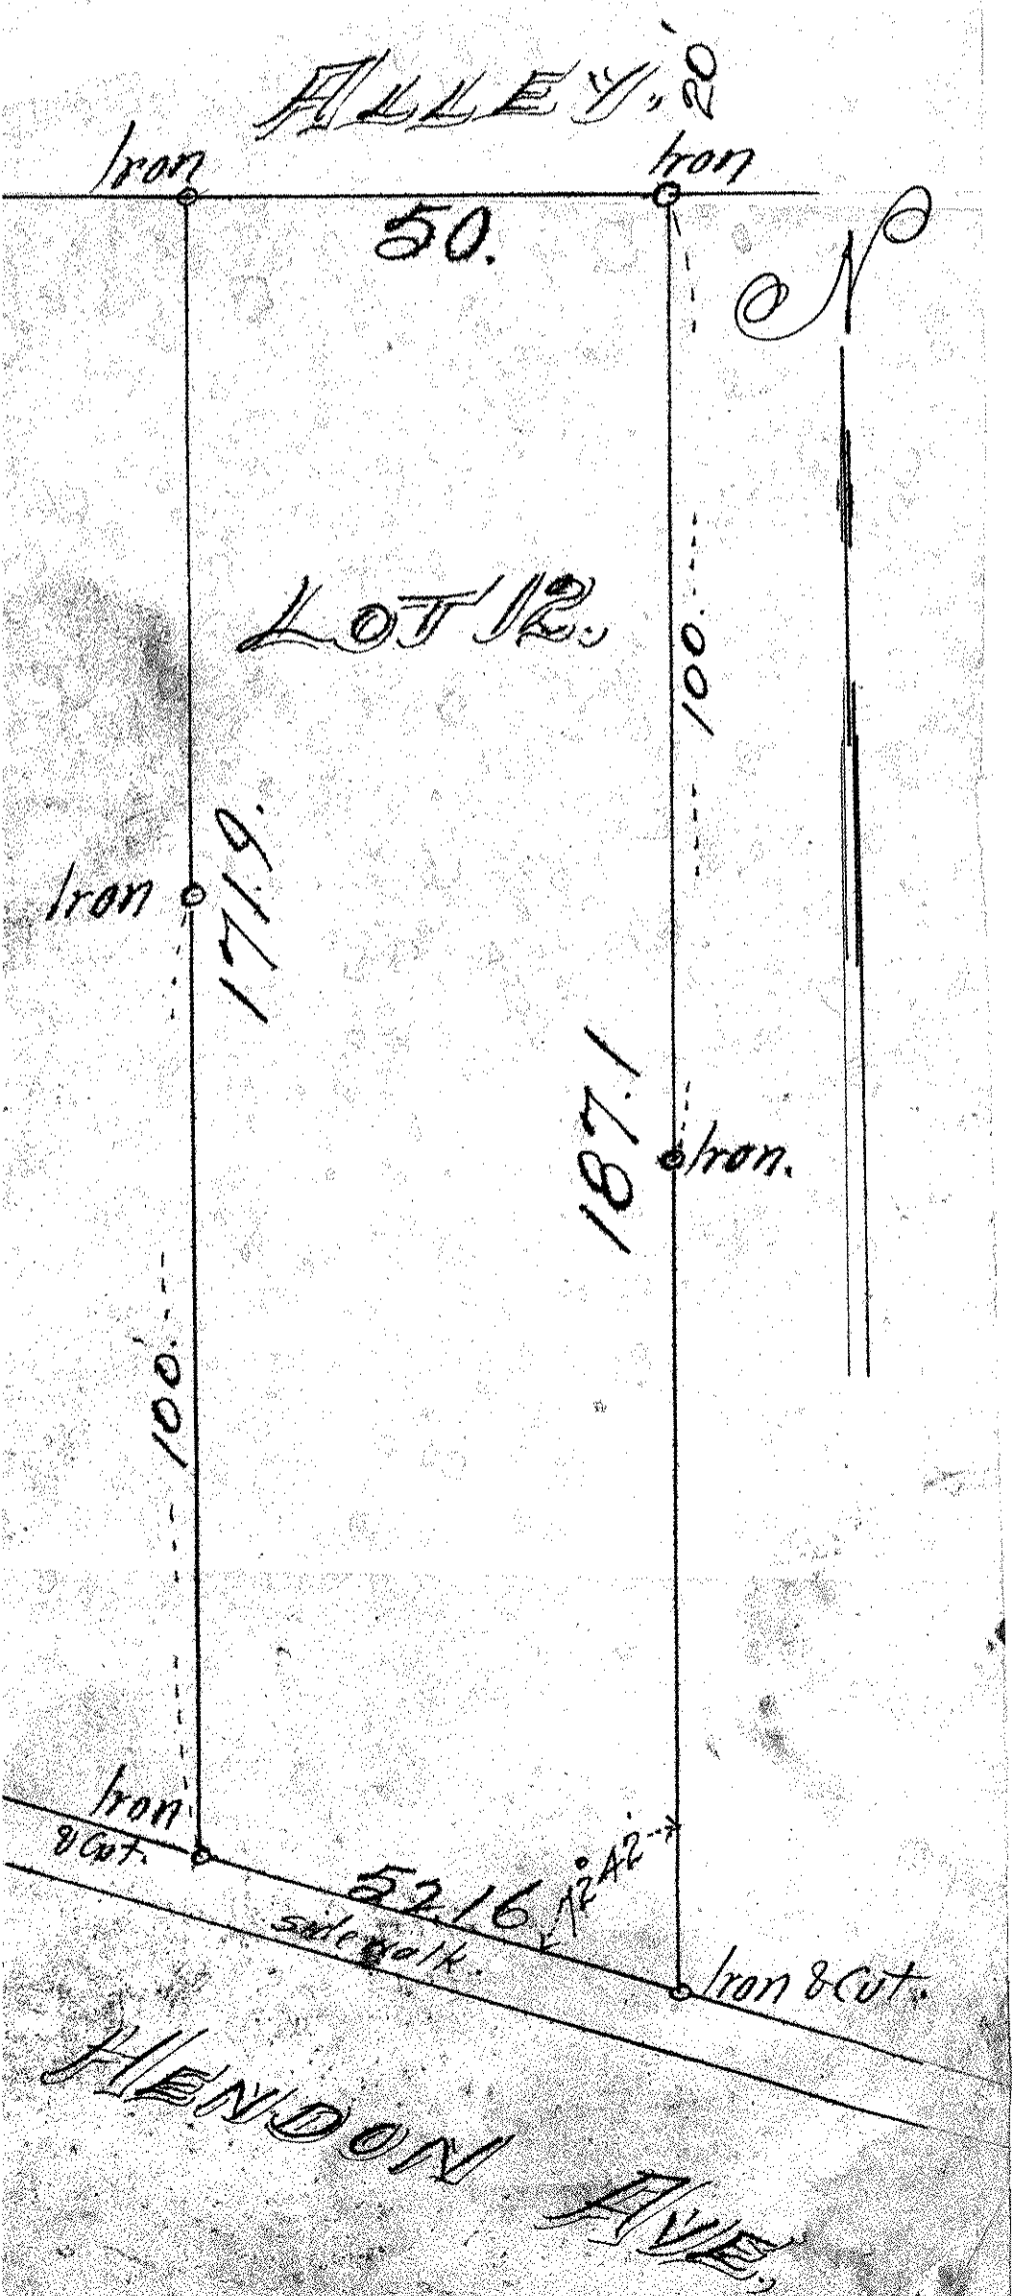 ALLEY. 20'
Iron
Iron
50.
N
LOT 12.
100.
171.9.
Iron
187.1
Iron.
100.
Iron
& Cut.
52.16
72° 42'
sidewalk.
Iron & Cut.
HENDON AVE.